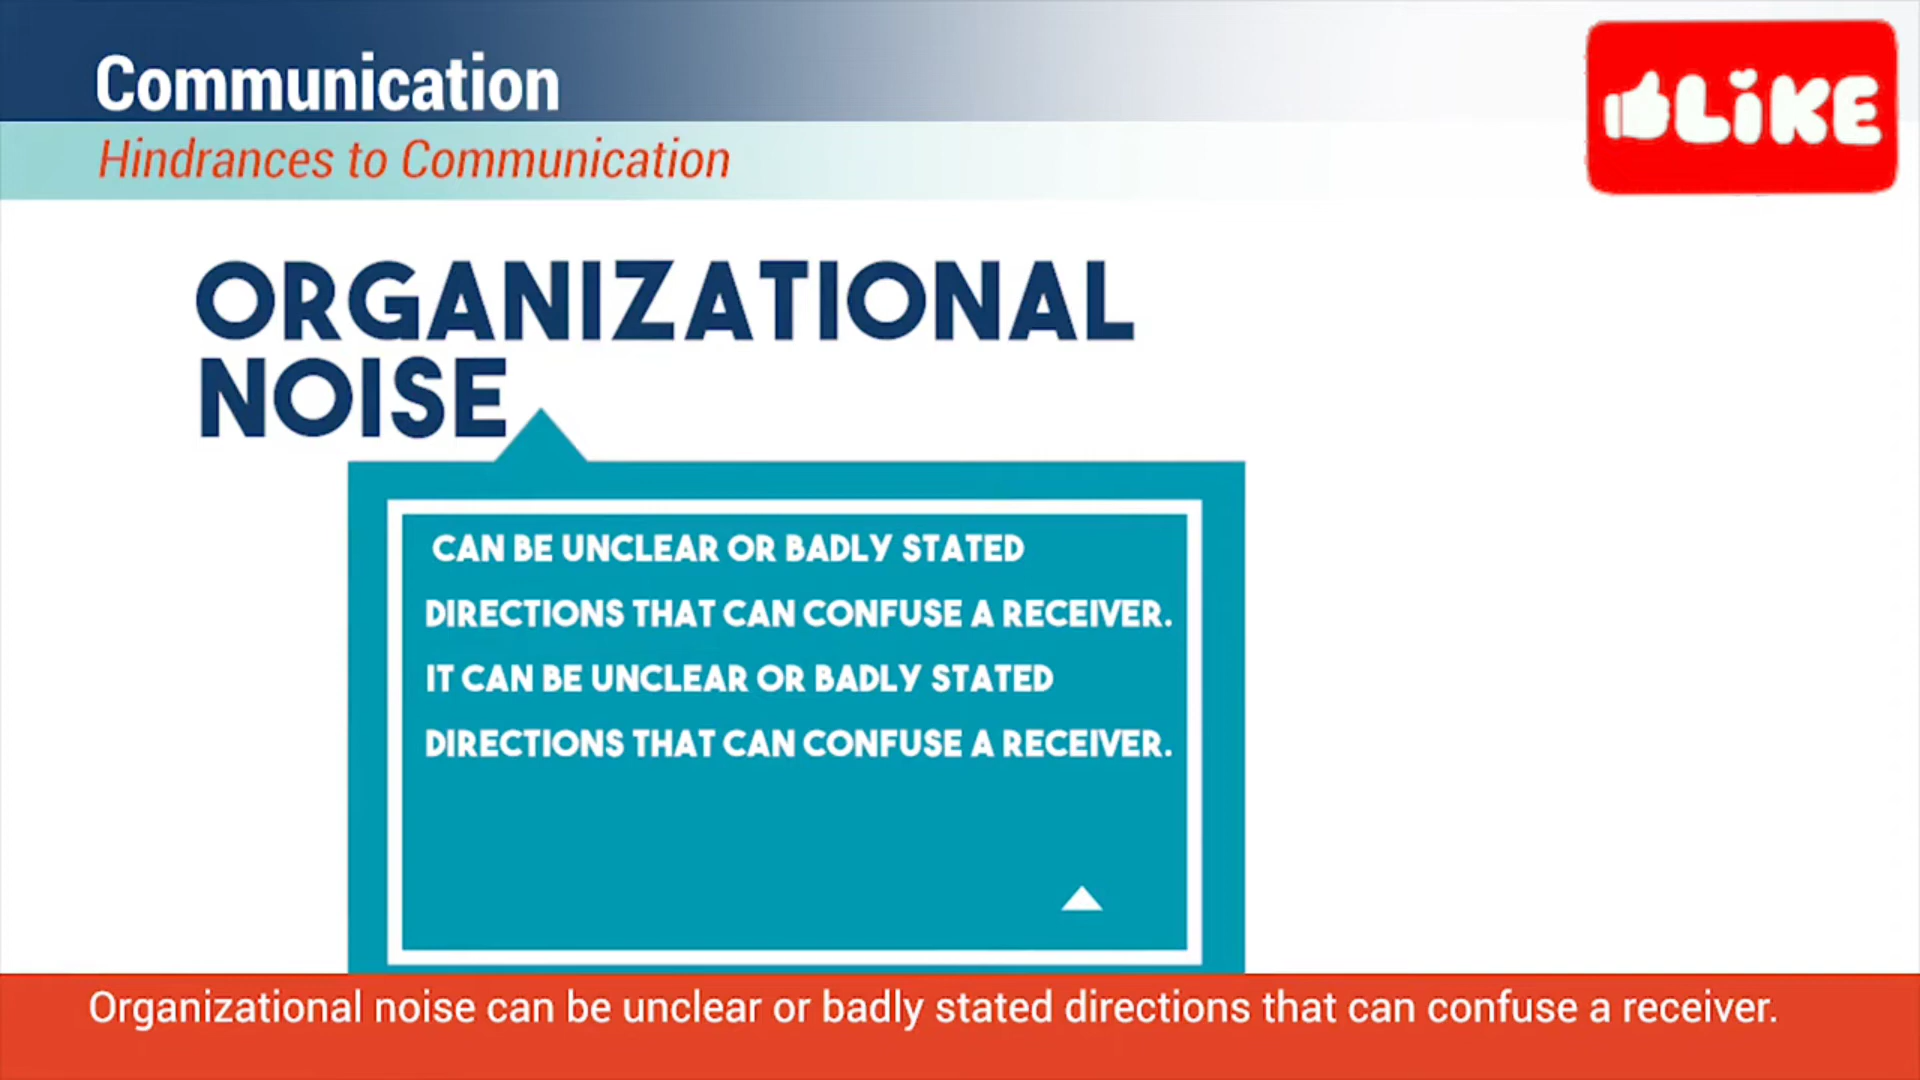 Communication
LiKE
Hindrances to Communication
ORGANIZATIONAL
NOISE
CAN BE UNCLEAR OR BADLY STATED
DIRECTIONS THAT CAN CONFUSE A RECEIVER.
IT CAN BE UNCLEAR OR BADLY STATED
DIRECTIONS THAT CAN CONFUSE A RECEIVER.
Organizational noise can be unclear or badly stated directions that can confuse a receiver.